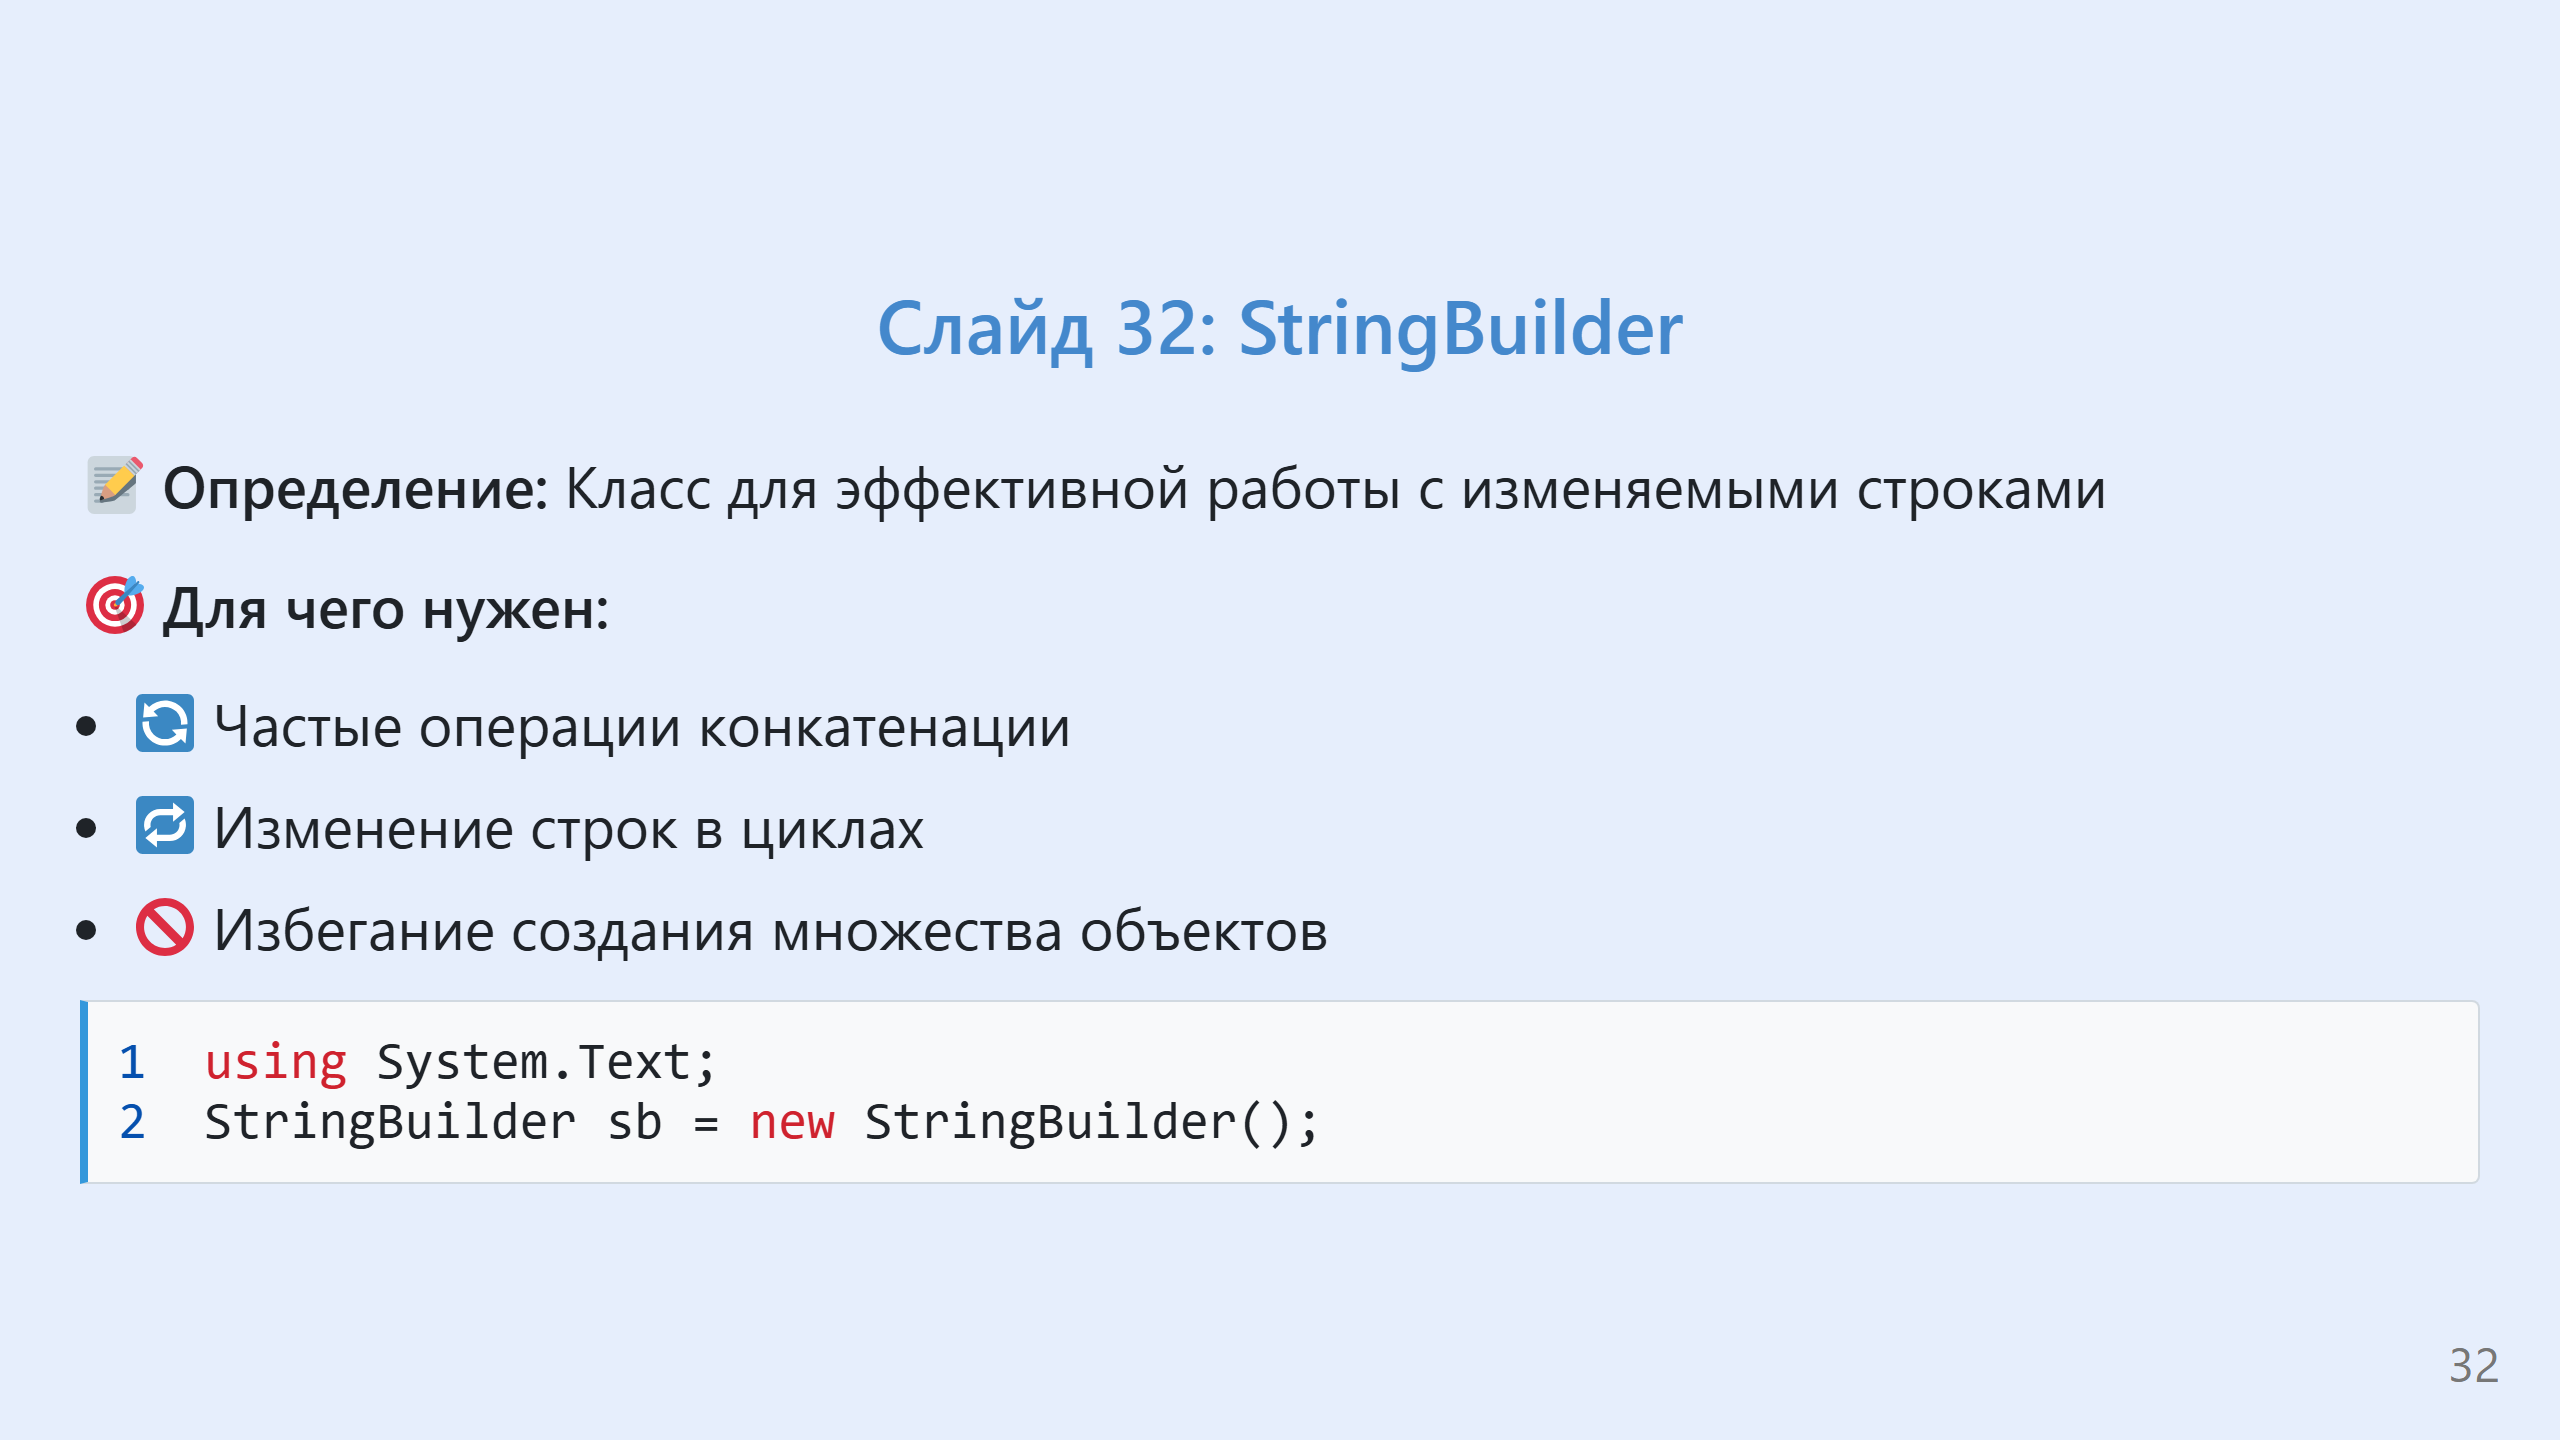 Слайд 32: StringBuilder
📝 Определение: Класс для эффективной работы с изменяемыми строками
🎯 Для чего нужен:
• 🔄 Частые операции конкатенации
• 🔁 Изменение строк в циклах
• 🚫 Избегание создания множества объектов
1 using System.Text;
2 StringBuilder sb = new StringBuilder();
32